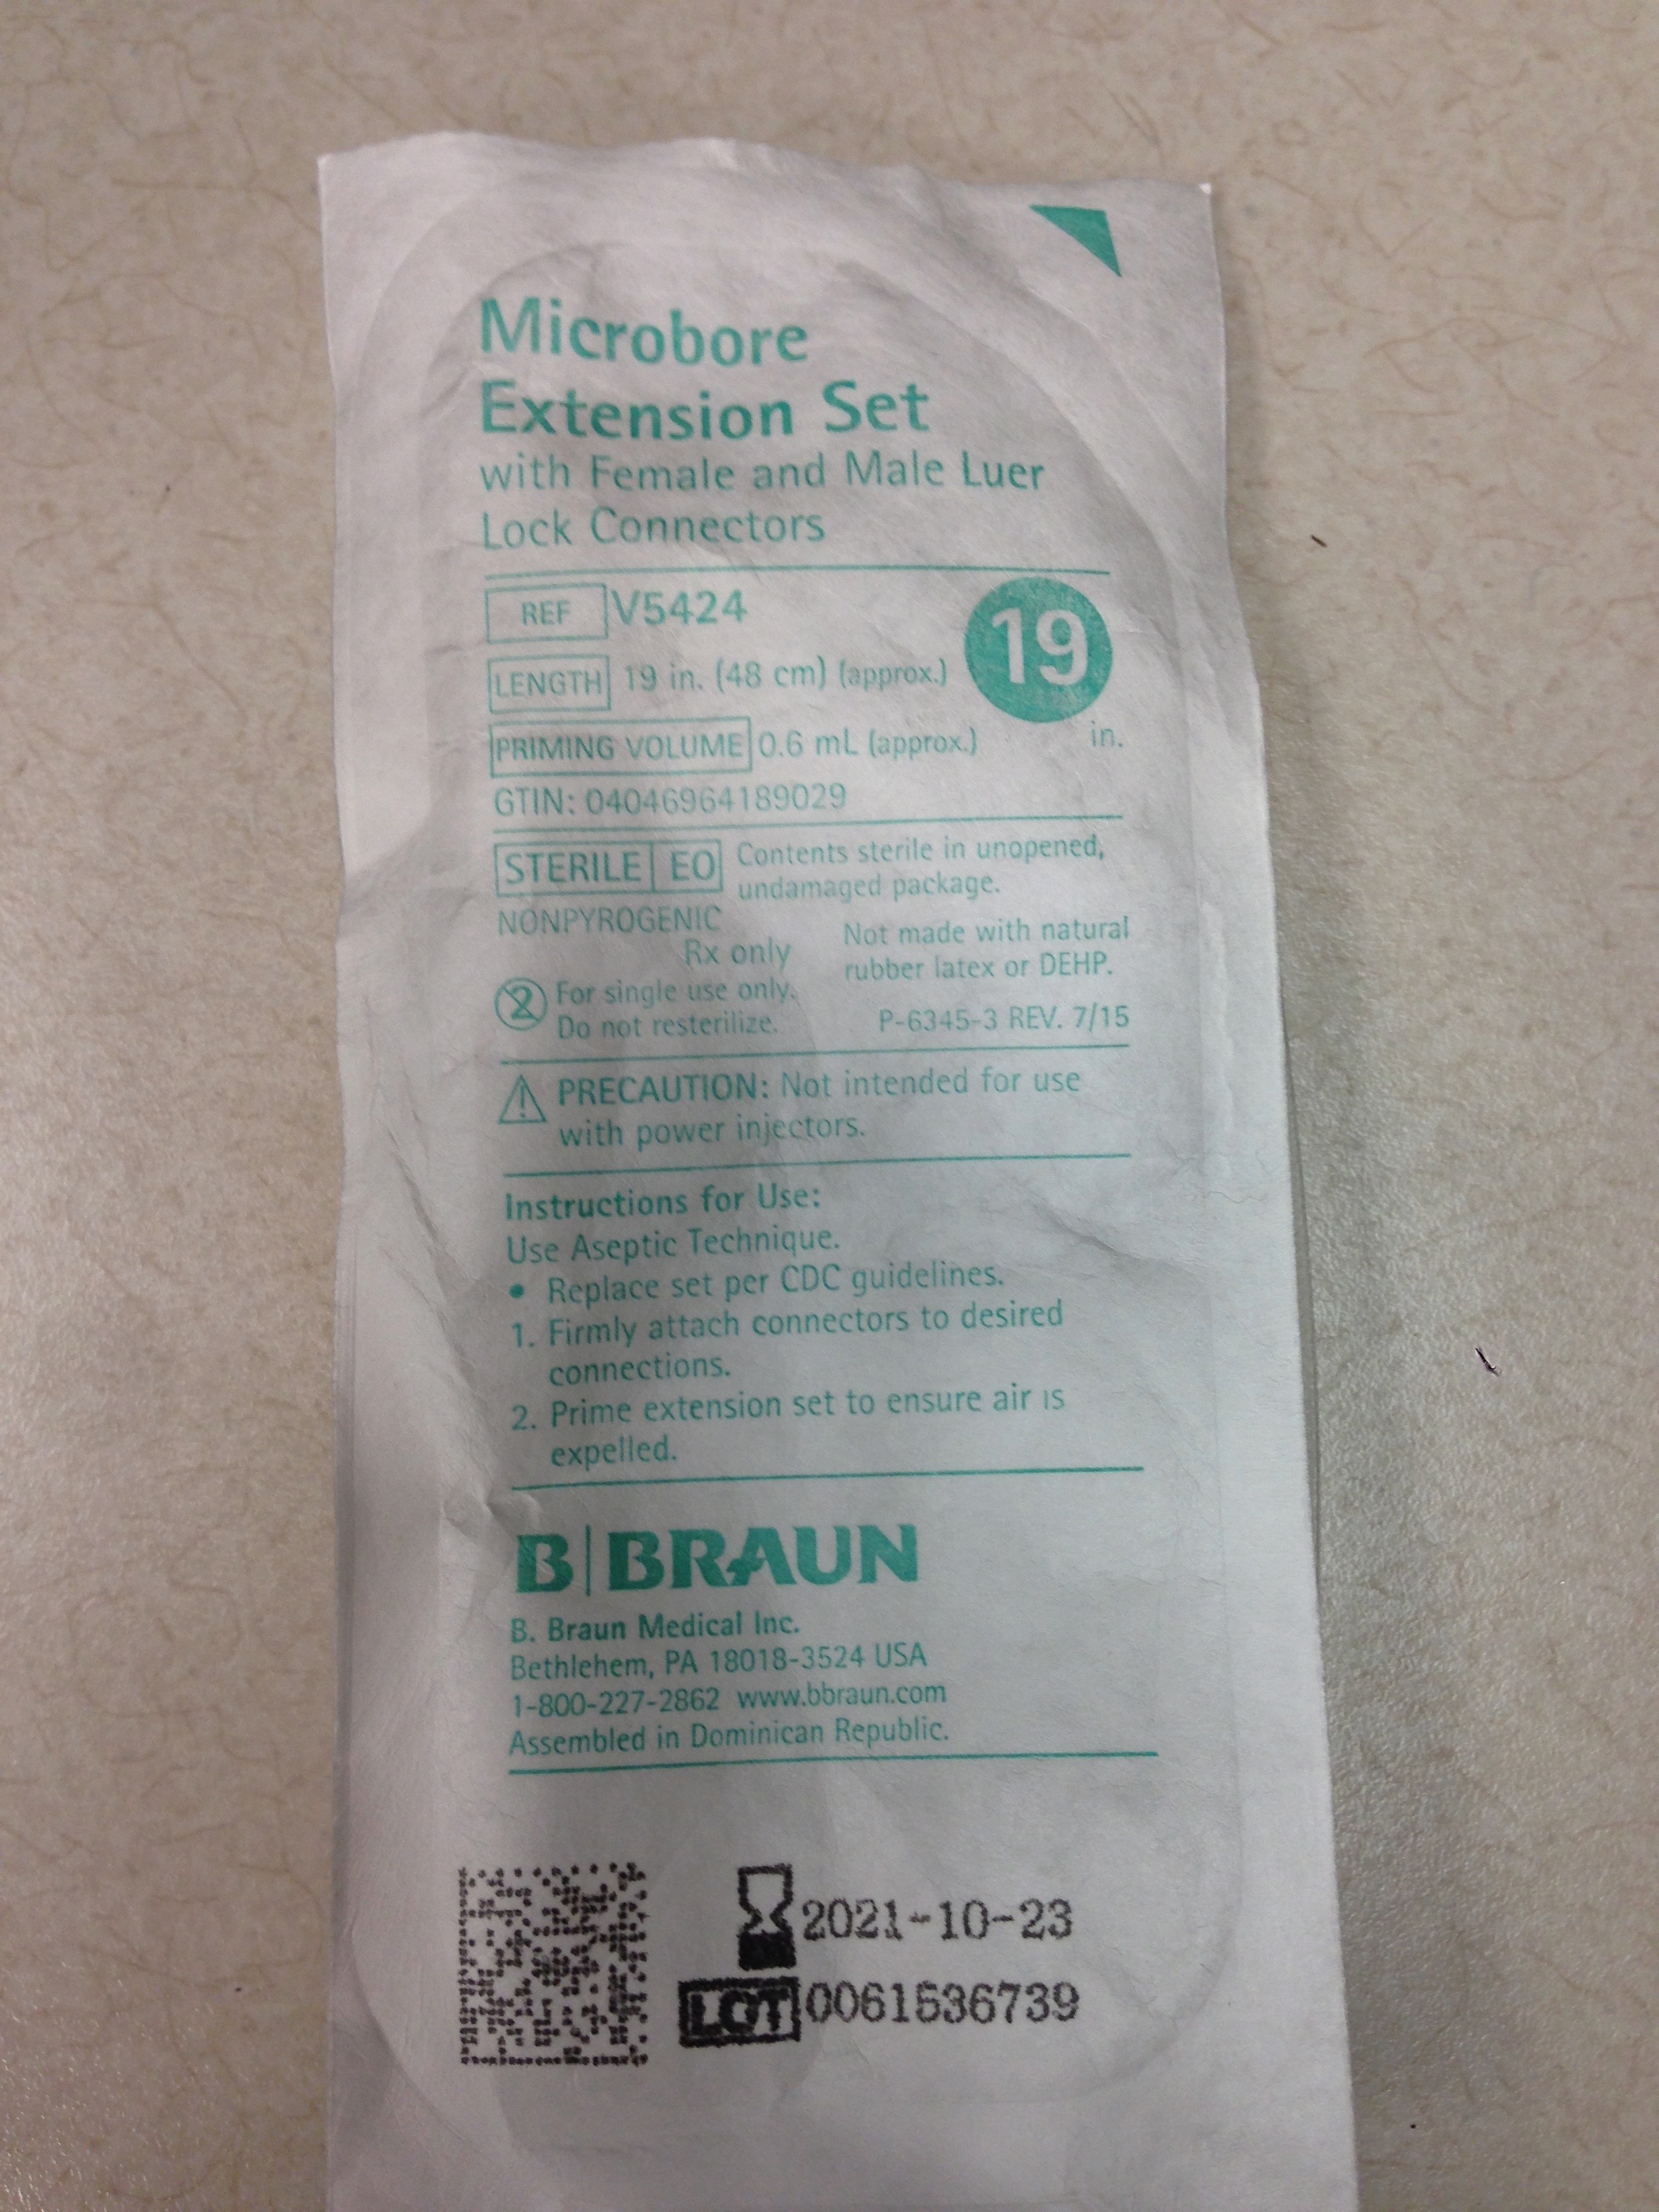 Microbore
Extension Set
with Female and Male Luer
Lock Connectors
REF V5424
19
LENGTH 19 in. (48 cm) (approx.)
in.
PRIMING VOLUME 0.6 mL (approx.)
GTIN: 04046964189029
STERILE EO Contents sterile in unopened,
undamaged package.
NONPYROGENIC
Rx only
Not made with natural
rubber latex or DEHP.
2 For single use only.
Do not resterilize.
P-6345-3 REV. 7/15
PRECAUTION: Not intended for use
with power injectors.
Instructions for Use:
Use Aseptic Technique.
• Replace set per CDC guidelines.
1. Firmly attach connectors to desired
connections.
2. Prime extension set to ensure air is
expelled.
B|BRAUN
B. Braun Medical Inc.
Bethlehem, PA 18018-3524 USA
1-800-227-2862 www.bbraun.com
Assembled in Dominican Republic.
2021-10-23
LOT 0061536739